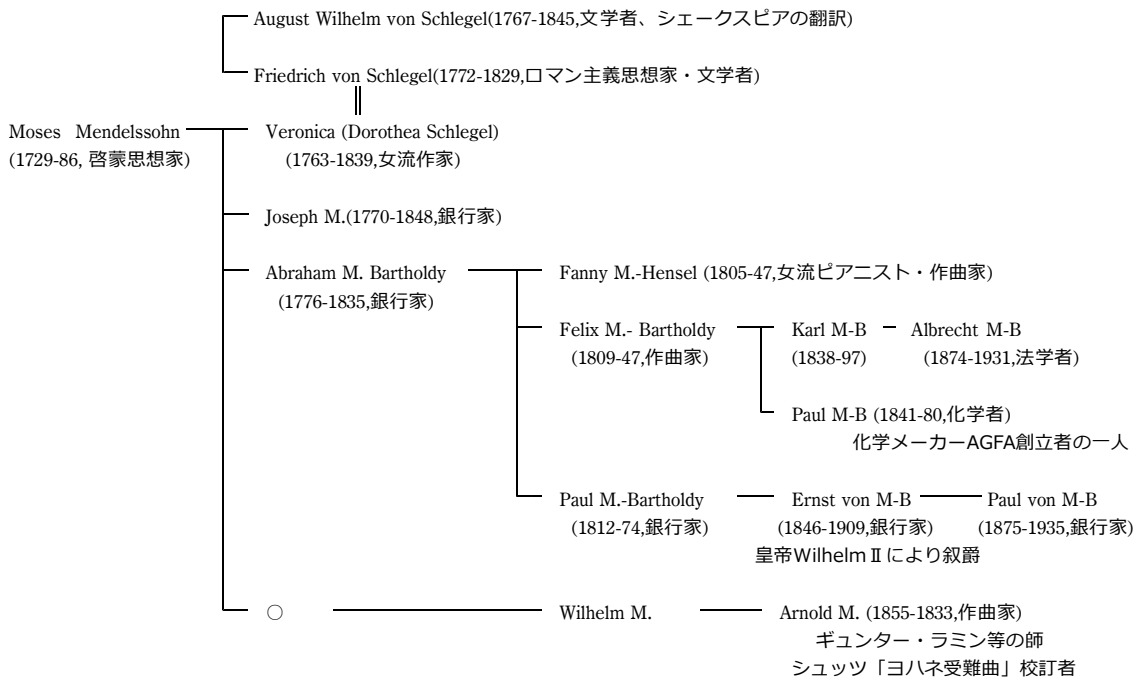 August Wilhelm von Schlegel(1767-1845,文学者、シェークスピアの翻訳)
Friedrich von Schlegel(1772-1829,ロマン主義思想家・文学者)
Moses Mendelssohn Veronica (Dorothea Schlegel)
(1729-86, 啓蒙思想家) (1763-1839,女流作家)
Joseph M.(1770-1848,銀行家)
Abraham M. Bartholdy Fanny M.-Hensel (1805-47,女流ピアニスト・作曲家)
(1776-1835,銀行家)
Felix M.- Bartholdy Karl M-B Albrecht M-B
(1809-47,作曲家) (1838-97) (1874-1931,法学者)
Paul M-B (1841-80,化学者)
化学メーカーAGFA創立者の一人
Paul M.-Bartholdy Ernst von M-B Paul von M-B
(1812-74,銀行家) (1846-1909,銀行家) (1875-1935,銀行家)
皇帝WilhelmⅡにより叙爵
○ Wilhelm M. Arnold M. (1855-1833,作曲家)
ギュンター・ラミン等の師
シュッツ「ヨハネ受難曲」校訂者